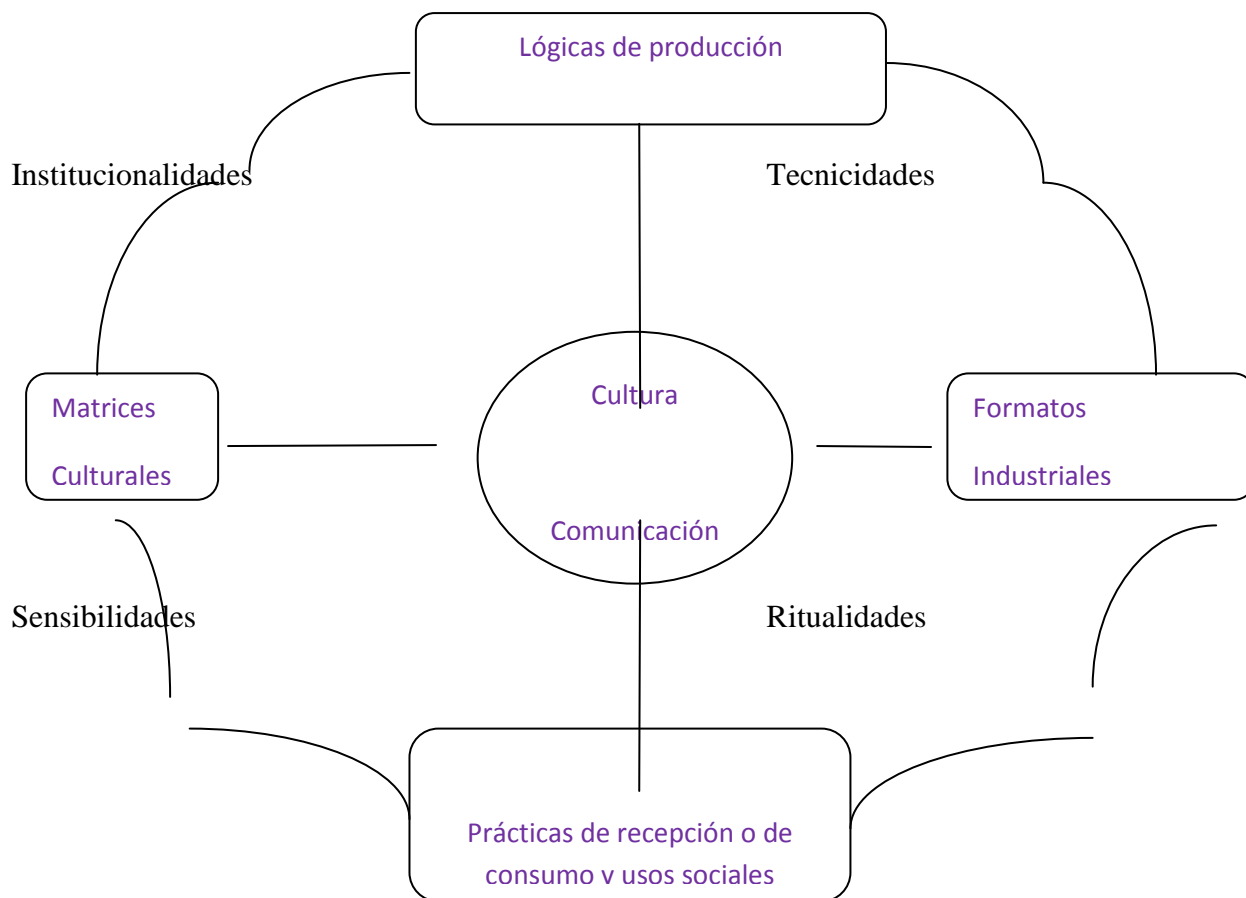 Lógicas de producción
Institucionalidades
Tecnicidades
Cultura
Matrices
Culturales
Formatos
Industriales
Comunicación
Sensibilidades
Ritualidades
Prácticas de recepción o de
consumo y usos sociales